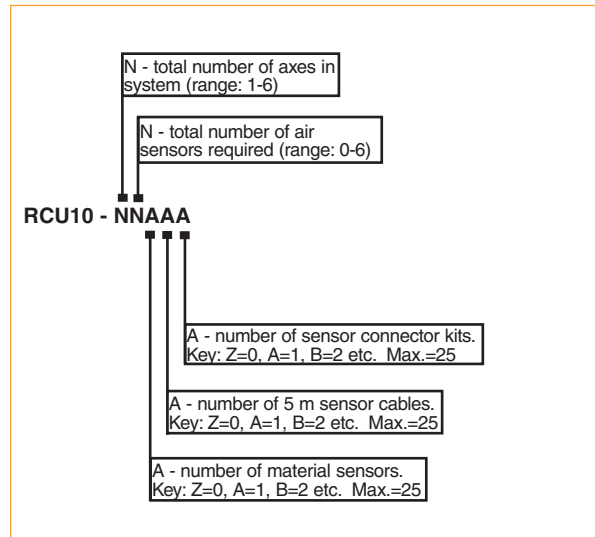 N - total number of axes in
system (range: 1-6)
N - total number of air
sensors required (range: 0-6)
RCU10 - NNAAA
A - number of sensor connector kits.
Key: Z=0, A=1, B=2 etc. Max.=25
A - number of 5 m sensor cables.
Key: Z=0, A=1, B=2 etc. Max.=25
A - number of material sensors.
Key: Z=0, A=1, B=2 etc. Max.=25